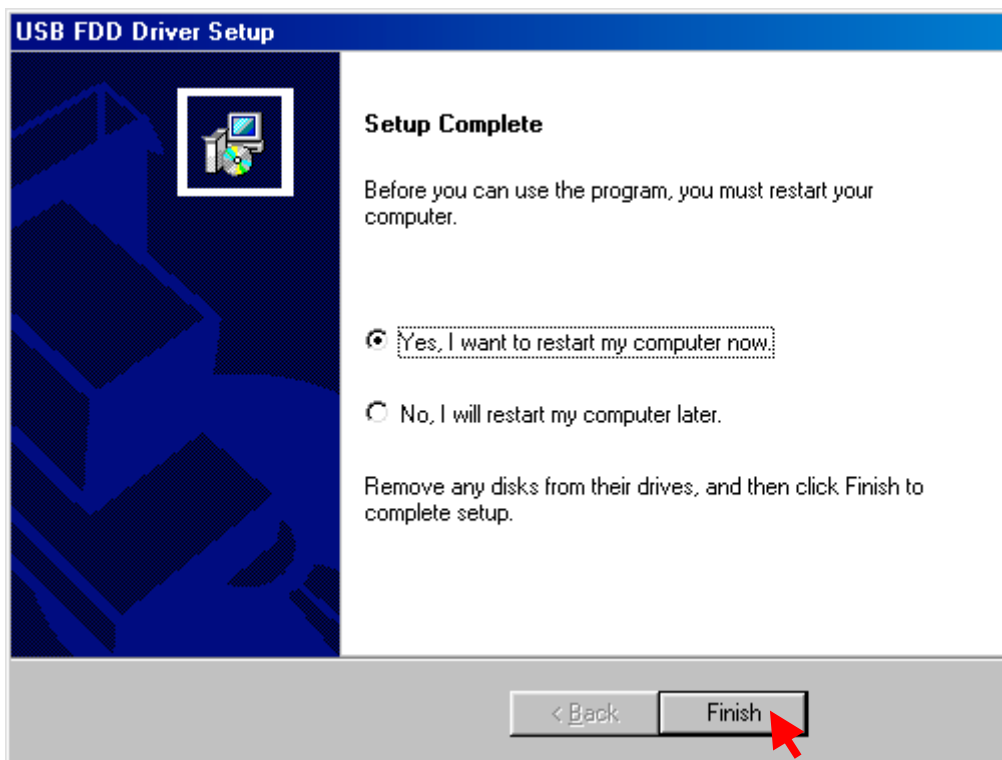 USB FDD Driver Setup
Setup Complete
Before you can use the program, you must restart your
computer.
Yes, I want to restart my computer now.
No, I will restart my computer later.
Remove any disks from their drives, and then click Finish to
complete setup.
< Back
Finish